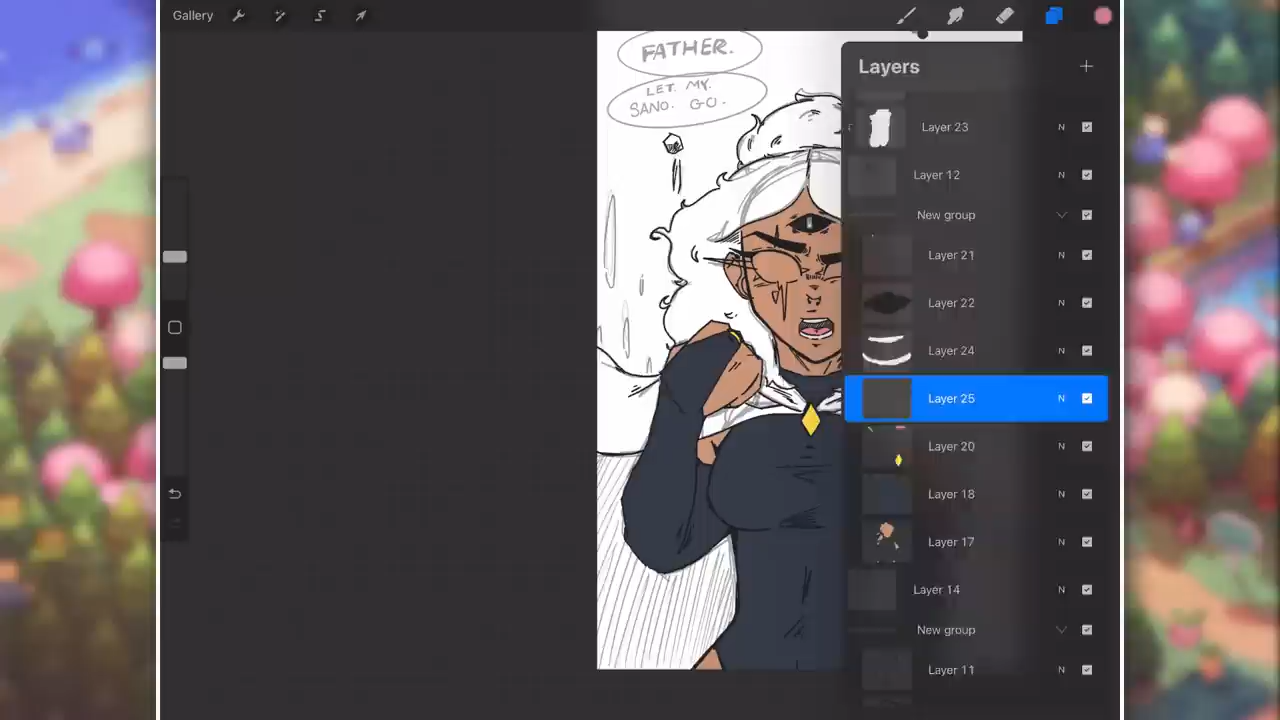 Gallery
FATHER.
LET. MY.
SANO. GO.
Layers
Layer 23 N
Layer 12 N
New group
Layer 21 N
Layer 22 N
Layer 24 N
Layer 25 N
Layer 20 N
Layer 18 N
Layer 17 N
Layer 14 N
New group
Layer 11 N